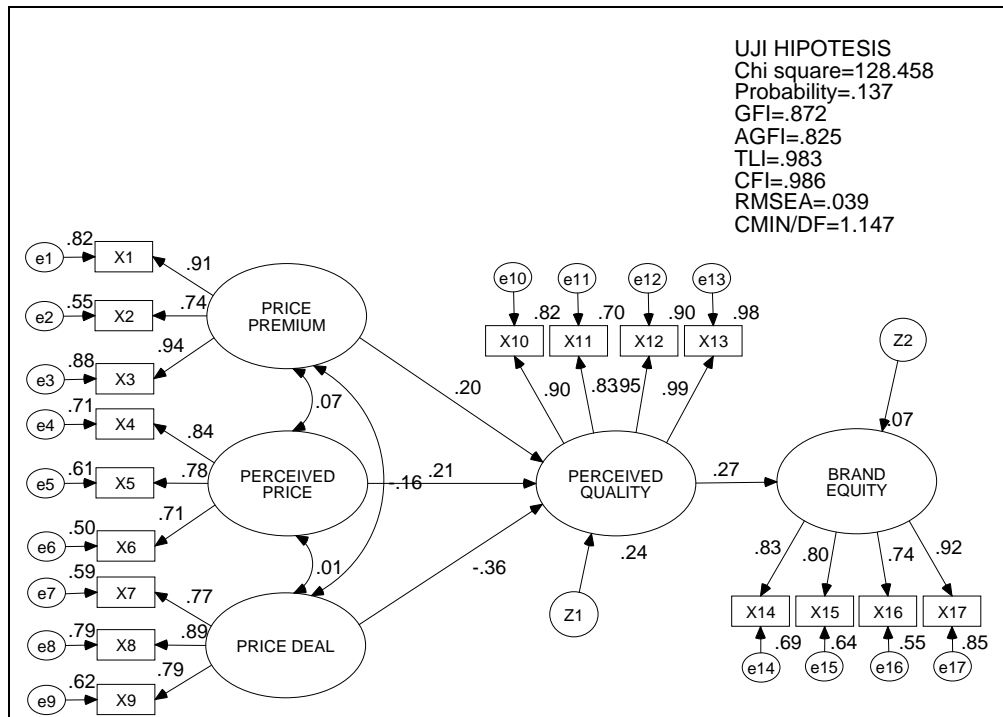 UJI HIPOTESIS
Chi square=128.458
Probability=.137
GFI=.872
AGFI=.825
TLI=.983
CFI=.986
RMSEA=.039
CMIN/DF=1.147
e1 .82 X1 .91
e2 .55 X2 .74
e3 .88 X3 .94
PRICE
PREMIUM
e4 .71 X4 .84
e5 .61 X5 .78
e6 .50 X6 .71
PERCEIVED
PRICE
e7 .59 X7 .77
e8 .79 X8 .89
e9 .62 X9 .79
PRICE DEAL
.07
-.16
.01
.20
.21
-.36
e10 e11 e12 e13
.82 .70 .90 .98
X10 X11 X12 X13
.90 .83 .95 .99
PERCEIVED
QUALITY
.24
Z1
.27
Z2
.07
BRAND
EQUITY
.83 .80 .74 .92
X14 X15 X16 X17
.69 .64 .55 .85
e14 e15 e16 e17